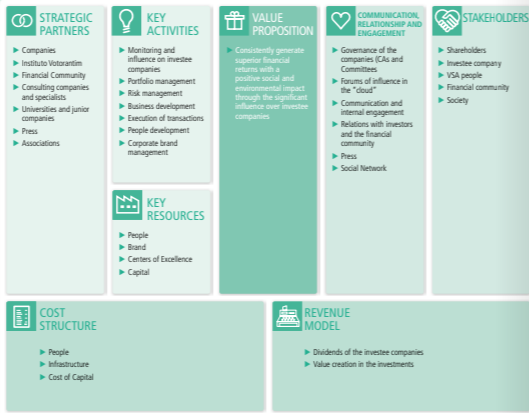 STRATEGIC
PARTNERS
Companies
Instituto Votorantim
Financial Community
Consulting companies
and specialists
Universities and junior
companies
Press
Associations
KEY
ACTIVITIES
Monitoring and
influence on investee
companies
Portfolio management
Risk management
Business development
Execution of transactions
People development
Corporate brand
management
KEY
RESOURCES
People
Brand
Centers of Excellence
Capital
VALUE
PROPOSITION
Consistently generate
superior financial
returns with a
positive social and
environmental impact
through the significant
influence over investee
companies
COMMUNICATION,
RELATIONSHIP AND
ENGAGEMENT
Governance of the
companies (CAs and
Committees
Forums of influence in
the "cloud"
Communication and
internal engagement
Relations with investors
and the financial
community
Press
Social Network
STAKEHOLDERS
Shareholders
Investee company
VSA people
Financial community
Society
COST
STRUCTURE
People
Infrastructure
Cost of Capital
REVENUE
MODEL
Dividends of the investee companies
Value creation in the investments